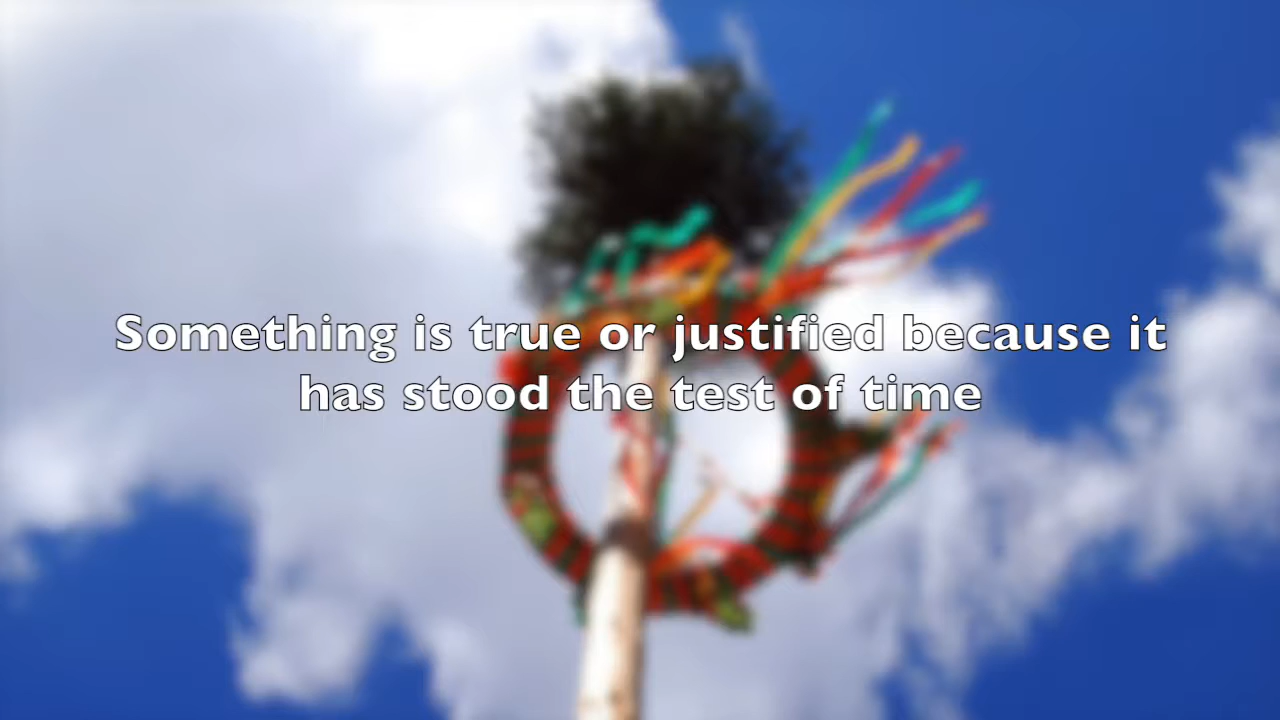 Something is true or justified because it
has stood the test of time